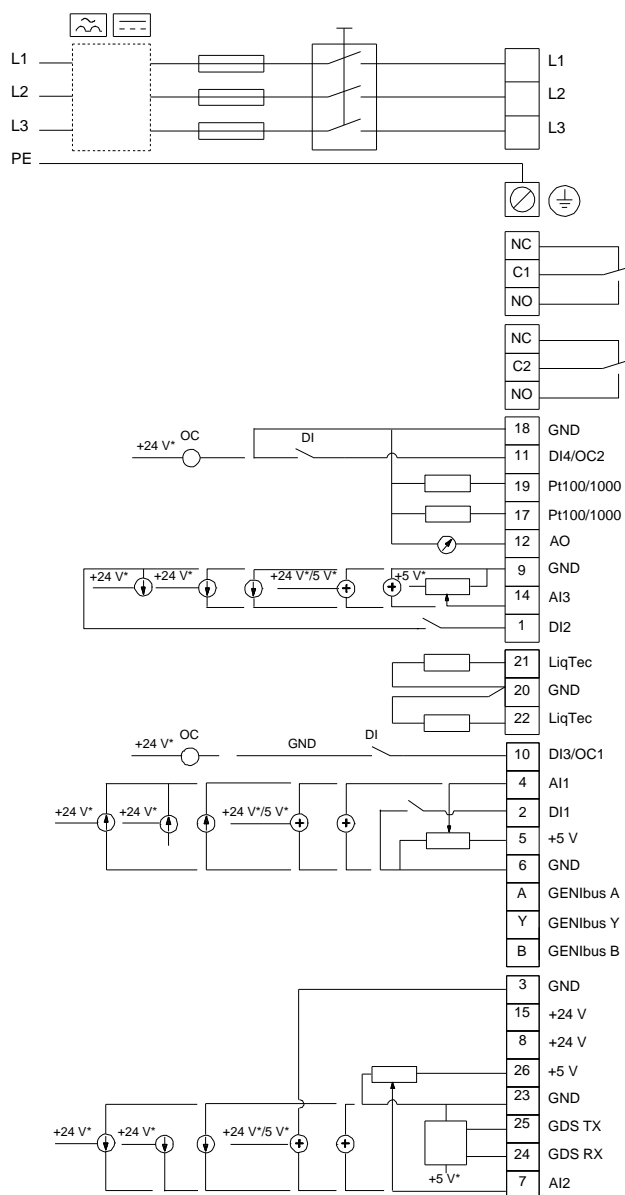 L1 L1
L2 L2
L3 L3
PE
NC
C1
NO
NC
C2
NO
18 GND
+24 V* OC DI 11 DI4/OC2
19 Pt100/1000
17 Pt100/1000
12 AO
9 GND
+24 V* +24 V* +24 V*/5 V* +5 V*
14 AI3
1 DI2
21 LiqTec
20 GND
22 LiqTec
+24 V* OC GND DI 10 DI3/OC1
4 AI1
+24 V* +24 V* +24 V*/5 V* 2 DI1
5 +5 V
6 GND
A GENIbus A
Y GENIbus Y
B GENIbus B
3 GND
15 +24 V
8 +24 V
26 +5 V
23 GND
25 GDS TX
+24 V* +24 V* +24 V*/5 V*
24 GDS RX
+5 V*
7 AI2